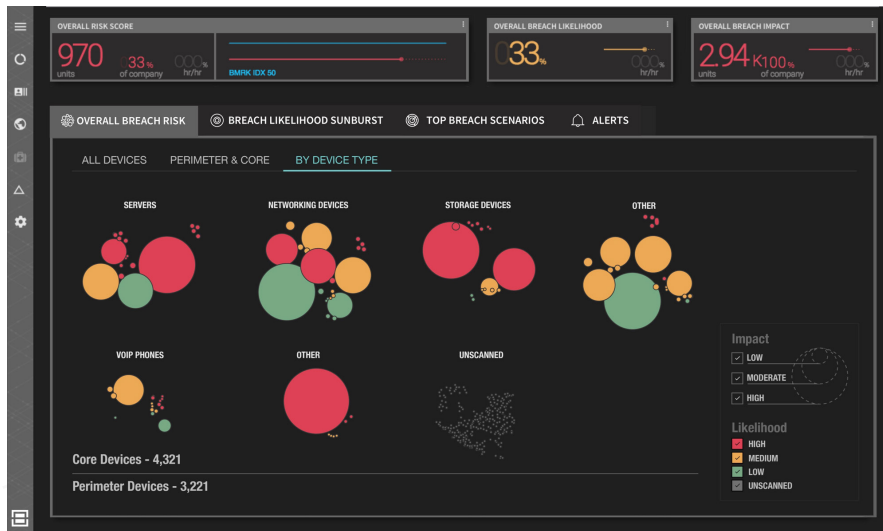 OVERALL RISK SCORE
970
units
33%
of company
000%
hr/hr
BMRK IDX 50
OVERALL BREACH LIKELIHOOD
033%
000%
hr/hr
OVERALL BREACH IMPACT
2.94 K
units
100%
of company
000%
hr/hr
OVERALL BREACH RISK
BREACH LIKELIHOOD SUNBURST
TOP BREACH SCENARIOS
ALERTS
ALL DEVICES
PERIMETER & CORE
BY DEVICE TYPE
SERVERS
NETWORKING DEVICES
STORAGE DEVICES
OTHER
VOIP PHONES
OTHER
UNSCANNED
Core Devices - 4,321
Perimeter Devices - 3,221
Impact
LOW
MODERATE
HIGH
Likelihood
HIGH
MEDIUM
LOW
UNSCANNED